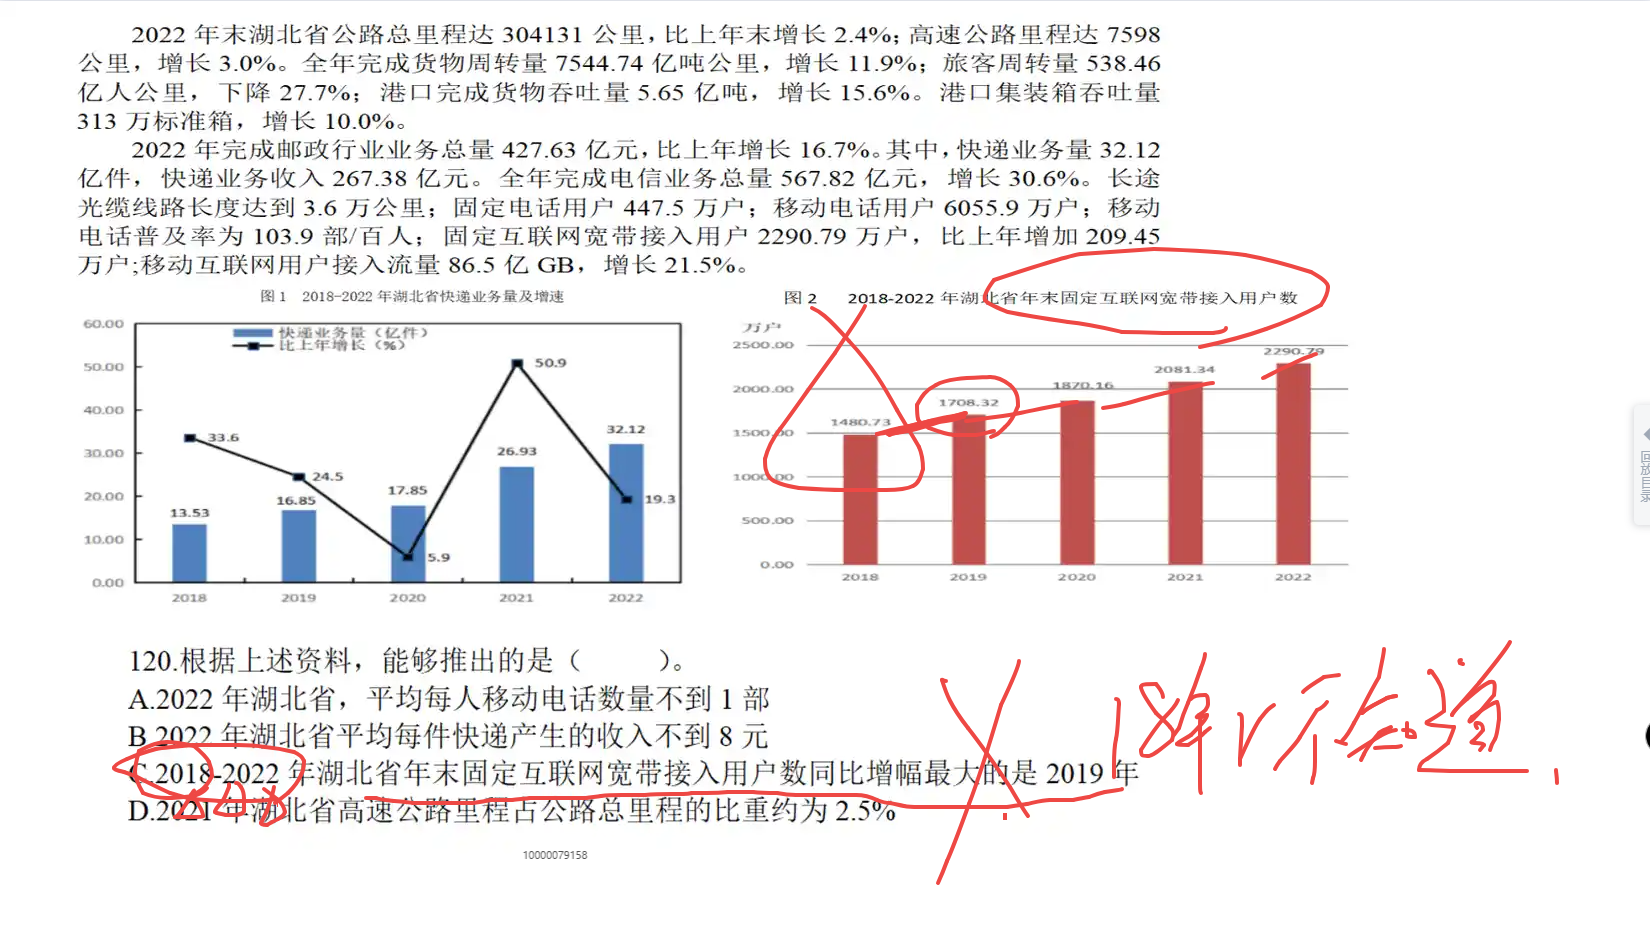 2022 年末湖北省公路总里程达 304131 公里，比上年末增长 2.4%；高速公路里程达 7598
公里，增长 3.0%。全年完成货物周转量 7544.74 亿吨公里，增长 11.9%；旅客周转量 538.46
亿人公里，下降 27.7%；港口完成货物吞吐量 5.65 亿吨，增长 15.6%。港口集装箱吞吐量
313 万标准箱，增长 10.0%。
2022 年完成邮政行业业务总量 427.63 亿元，比上年增长 16.7%。其中，快递业务量 32.12
亿件，快递业务收入 267.38 亿元。全年完成电信业务总量 567.82 亿元，增长 30.6%。长途
光缆线路长度达到 3.6 万公里；固定电话用户 447.5 万户；移动电话用户 6055.9 万户；移动
电话普及率为 103.9 部/百人；固定互联网宽带接入用户 2290.79 万户，比上年增加 209.45
万户;移动互联网用户接入流量 86.5 亿 GB，增长 21.5%。
图 1 2018-2022 年湖北省快递业务量及增速
60.00
50.00
40.00
30.00
20.00
10.00
0.00
快递业务量（亿件）
比上年增长（%）
33.6
24.5
5.9
50.9
19.3
13.53
16.85
17.85
26.93
32.12
2018 2019 2020 2021 2022
图 2 2018-2022 年湖北省年末固定互联网宽带接入用户数
万户
2500.00
2000.00
1500.00
1000.00
500.00
0.00
1480.73
1708.32
1870.16
2081.34
2290.79
2018 2019 2020 2021 2022
120.根据上述资料，能够推出的是（ ）。
A.2022 年湖北省，平均每人移动电话数量不到 1 部
B.2022 年湖北省平均每件快递产生的收入不到 8 元
C.2018-2022 年湖北省年末固定互联网宽带接入用户数同比增幅最大的是 2019 年
D.2021 年湖北省高速公路里程占公路总里程的比重约为 2.5%
18年r不知道.
10000079158
回放目录